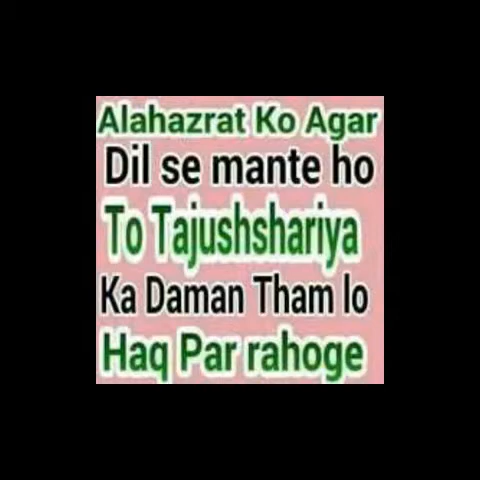 Alahazrat Ko Agar
Dil se mante ho
To Tajushshariya
Ka Daman Tham lo
Haq Par rahoge